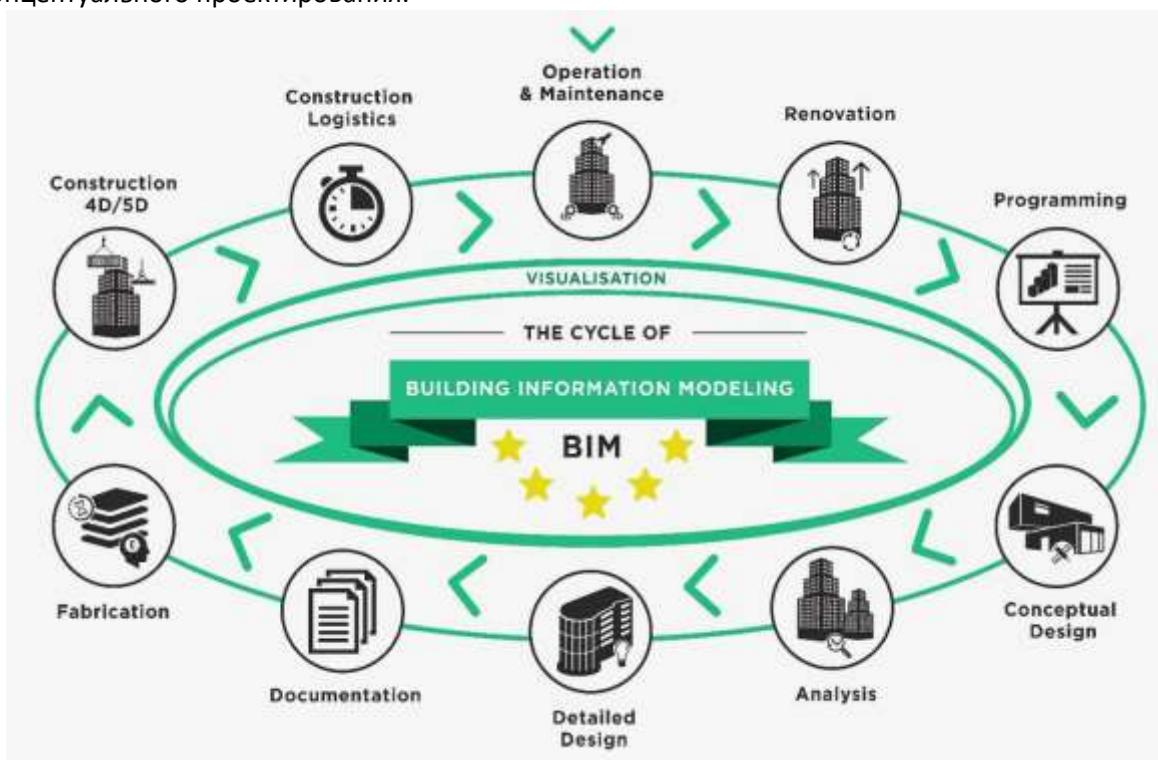 Operation
& Maintenance
Construction
Logistics
Renovation
Construction
4D/5D
Programming
VISUALISATION
THE CYCLE OF
BUILDING INFORMATION MODELING
BIM
Fabrication
Conceptual
Design
Documentation
Analysis
Detailed
Design